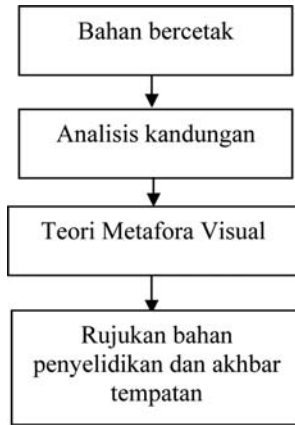 Bahan bercetak
Analisis kandungan
Teori Metafora Visual
Rujukan bahan
penyelidikan dan akhbar
tempatan